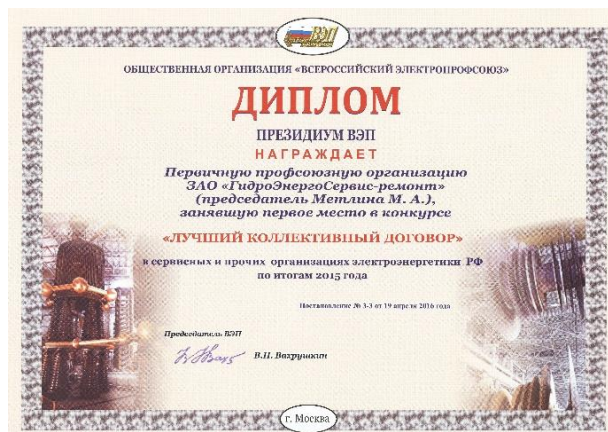 ВЭП
ОБЩЕСТВЕННАЯ ОРГАНИЗАЦИЯ «ВСЕРОССИЙСКИЙ ЭЛЕКТРОПРОФСОЮЗ»
ДИПЛОМ
ПРЕЗИДИУМ ВЭП
НАГРАЖДАЕТ
Первичную профсоюзную организацию
ЗАО «ГидроЭнергоСервис-ремонт»
(председатель Метлина М. А.),
занявшую первое место в конкурсе
«ЛУЧШИЙ КОЛЛЕКТИВНЫЙ ДОГОВОР»
в сервисных и прочих организациях электроэнергетики РФ
по итогам 2015 года
Постановление № 3-3 от 19 апреля 2016 года
Председатель ВЭП
В.Н. Вахрушкин
г. Москва